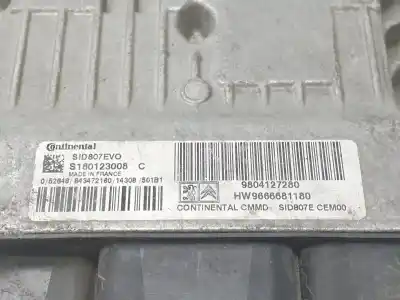 Continental
SID807EVO
S180123008 C
MADE IN FRANCE
9804127280
HW9666681180
CONTINENTAL CMMD SID807E CEM00